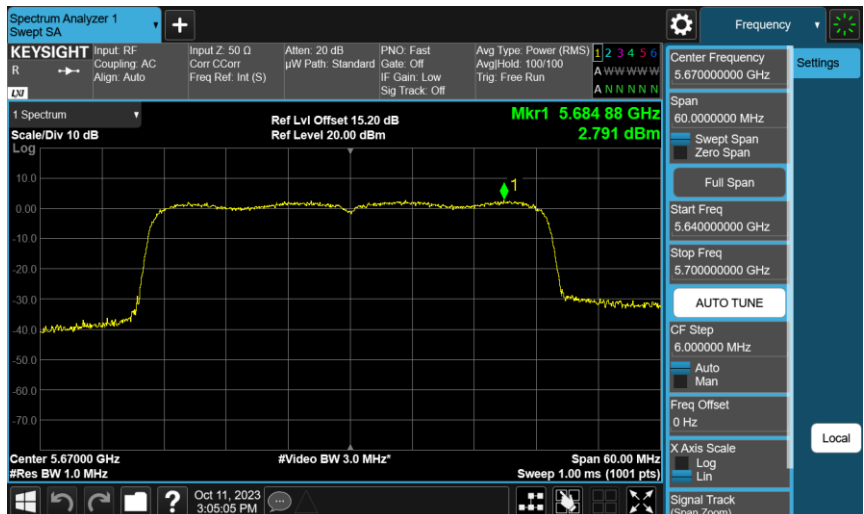 Spectrum Analyzer 1
Swept SA
+
Frequency
KEYSIGHT
R
LXI
Input: RF
Coupling: AC
Align: Auto
Input Z: 50 Ω
Corr CCorr
Freq Ref: Int (S)
Atten: 20 dB
µW Path: Standard
PNO: Fast
Gate: Off
IF Gain: Low
Sig Track: Off
Avg Type: Power (RMS)
Avg|Hold: 100/100
Trig: Free Run
1 2 3 4 5 6
A W W W W W
A N N N N N
1 Spectrum
Scale/Div 10 dB
Log
Ref Lvl Offset 15.20 dB
Ref Level 20.00 dBm
Mkr1 5.684 88 GHz
2.791 dBm
1
10.0
0.00
-10.0
-20.0
-30.0
-40.0
-50.0
-60.0
-70.0
Center 5.67000 GHz
#Res BW 1.0 MHz
#Video BW 3.0 MHz*
Span 60.00 MHz
Sweep 1.00 ms (1001 pts)
Oct 11, 2023
3:05:05 PM
?
Center Frequency
5.670000000 GHz
Span
60.0000000 MHz
Swept Span
Zero Span
Full Span
Start Freq
5.640000000 GHz
Stop Freq
5.700000000 GHz
AUTO TUNE
CF Step
6.000000 MHz
Auto
Man
Freq Offset
0 Hz
X Axis Scale
Log
Lin
Signal Track
(Span Zoom)
Settings
Local